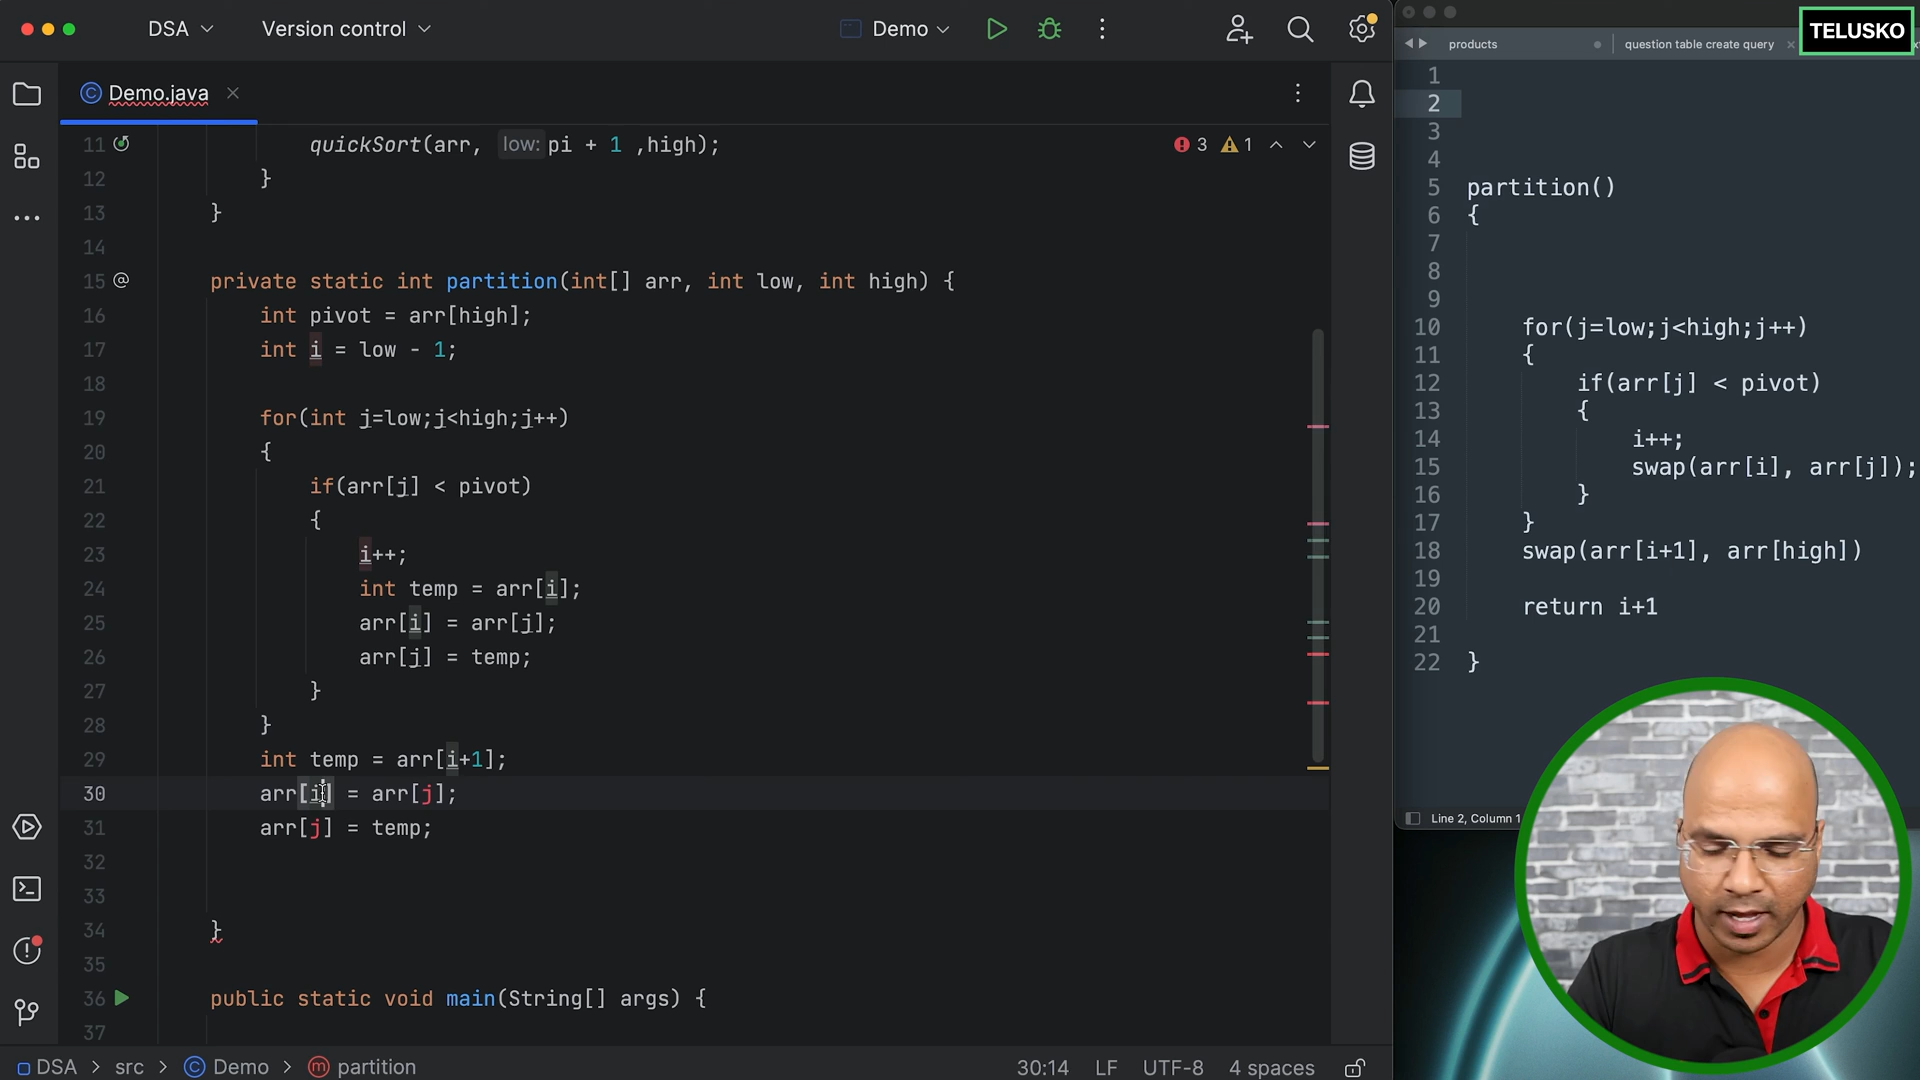 DSA
Version control
Demo
Demo.java
11 quickSort(arr, low: pi + 1 ,high);
3 1
12 }
13 }
14
15 @ private static int partition(int[] arr, int low, int high) {
16 int pivot = arr[high];
17 int i = low - 1;
18
19 for(int j=low;j<high;j++)
20 {
21 if(arr[j] < pivot)
22 {
23 i++;
24 int temp = arr[i];
25 arr[i] = arr[j];
26 arr[j] = temp;
27 }
28 }
29 int temp = arr[i+1];
30 arr[i] = arr[j];
31 arr[j] = temp;
32
33
34 }
35
36 public static void main(String[] args) {
37
DSA > src > Demo > partition
30:14 LF UTF-8 4 spaces
products
question table create query
TELUSKO
1
2
3
4
5 partition()
6 {
7
8
9
10 for(j=low;j<high;j++)
11 {
12 if(arr[j] < pivot)
13 {
14 i++;
15 swap(arr[i], arr[j]);
16 }
17 }
18 swap(arr[i+1], arr[high])
19
20 return i+1
21
22 }
Line 2, Column 1